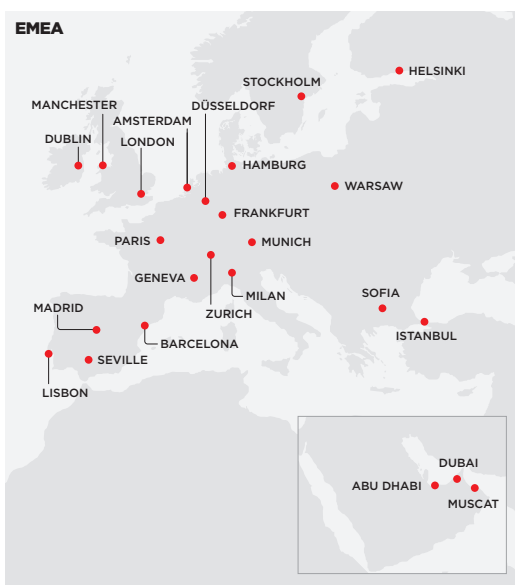 EMEA
HELSINKI
STOCKHOLM
MANCHESTER
DÜSSELDORF
AMSTERDAM
DUBLIN
LONDON
HAMBURG
WARSAW
FRANKFURT
PARIS
MUNICH
GENEVA
MILAN
SOFIA
MADRID
ZURICH
ISTANBUL
BARCELONA
SEVILLE
LISBON
DUBAI
ABU DHABI
MUSCAT